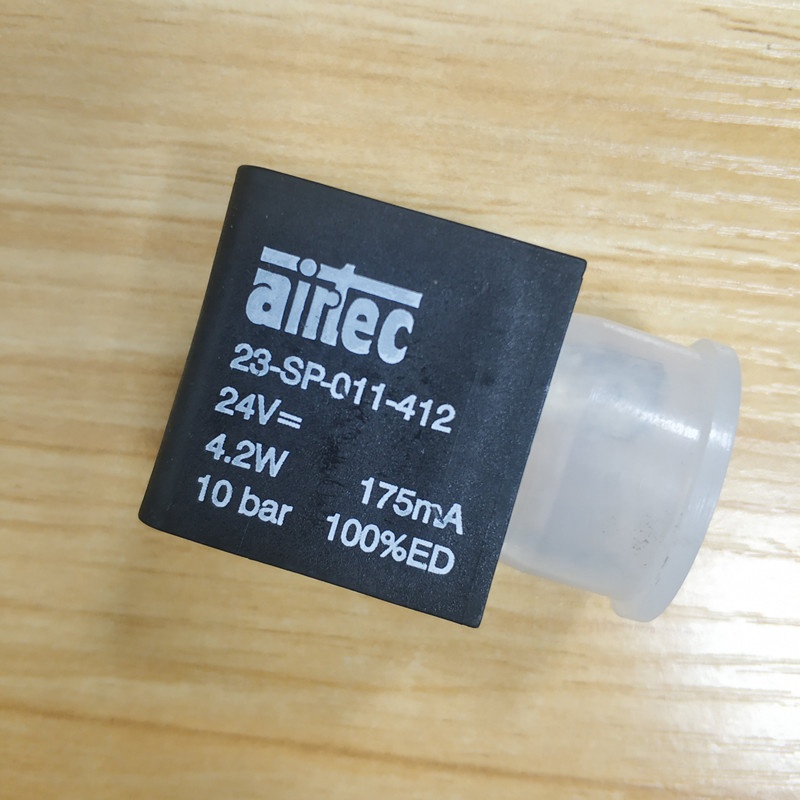 airtec
23-SP-011-412
24V=
4.2W 175mA
10 bar 100%ED